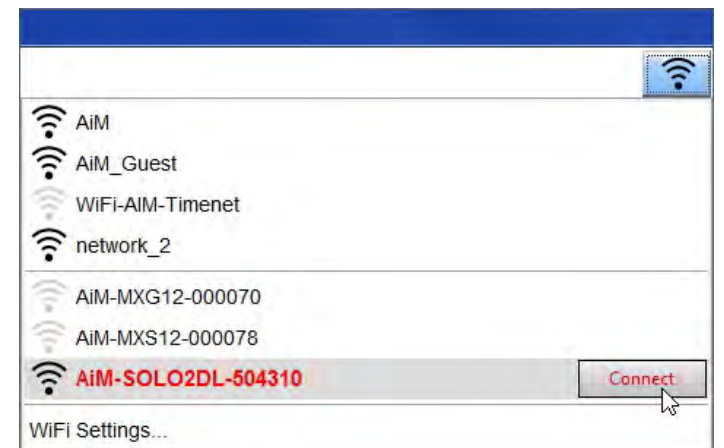 AiM
AiM_Guest
WiFi-AIM-Timenet
network_2
AiM-MXG12-000070
AiM-MXS12-000078
AiM-SOLO2DL-504310 Connect
WiFi Settings...